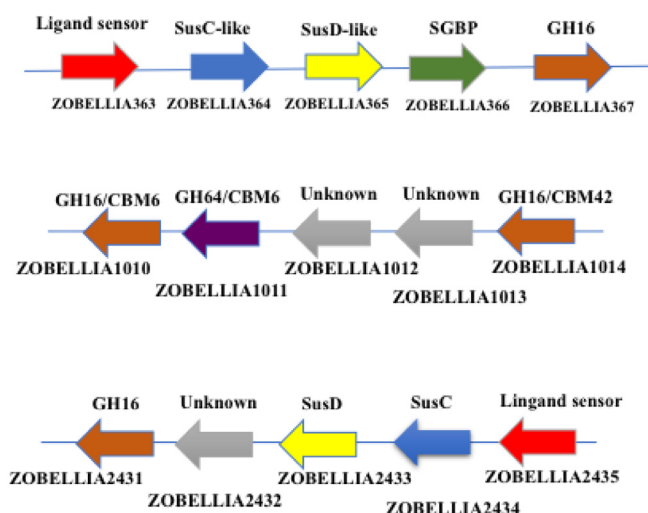 Ligand sensor SusC-like SusD-like SGBP GH16
ZOBELLIA363 ZOBELLIA364 ZOBELLIA365 ZOBELLIA366 ZOBELLIA367
GH16/CBM6 GH64/CBM6 Unknown Unknown GH16/CBM42
ZOBELLIA1010 ZOBELLIA1011 ZOBELLIA1012 ZOBELLIA1013 ZOBELLIA1014
GH16 Unknown SusD SusC Lingand sensor
ZOBELLIA2431 ZOBELLIA2432 ZOBELLIA2433 ZOBELLIA2434 ZOBELLIA2435